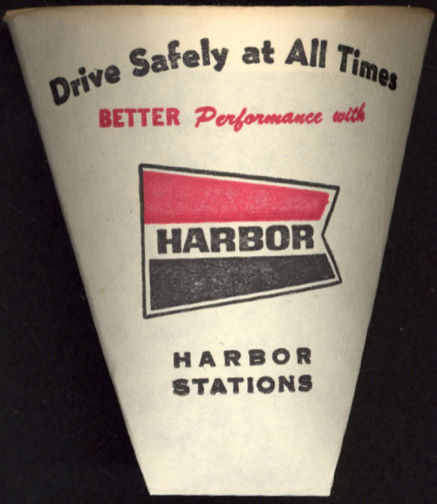 Drive Safely at All Times
BETTER Performance with
HARBOR
HARBOR
STATIONS